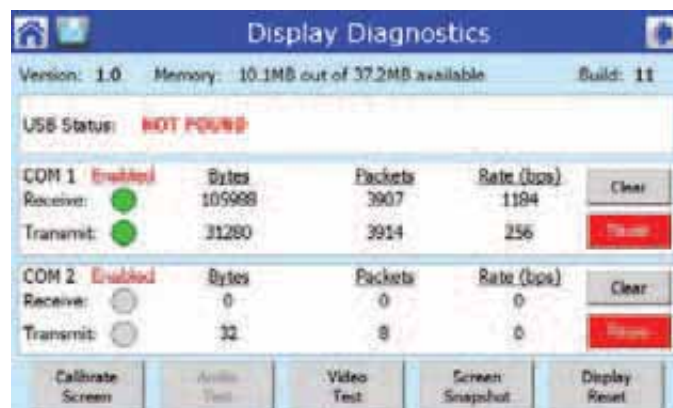 Display Diagnostics
Version: 1.0 Memory: 10.1MB out of 37.2MB available Build: 11
USB Status: NOT FOUND
COM 1 Enabled Bytes Packets Rate (bps) Clear
Receive: 105988 3907 1184
Transmit: 31280 3914 256
COM 2 Enabled Bytes Packets Rate (bps) Clear
Receive: 0 0 0
Transmit: 32 8 0
Calibrate Screen
Audio Test
Video Test
Screen Snapshot
Display Reset